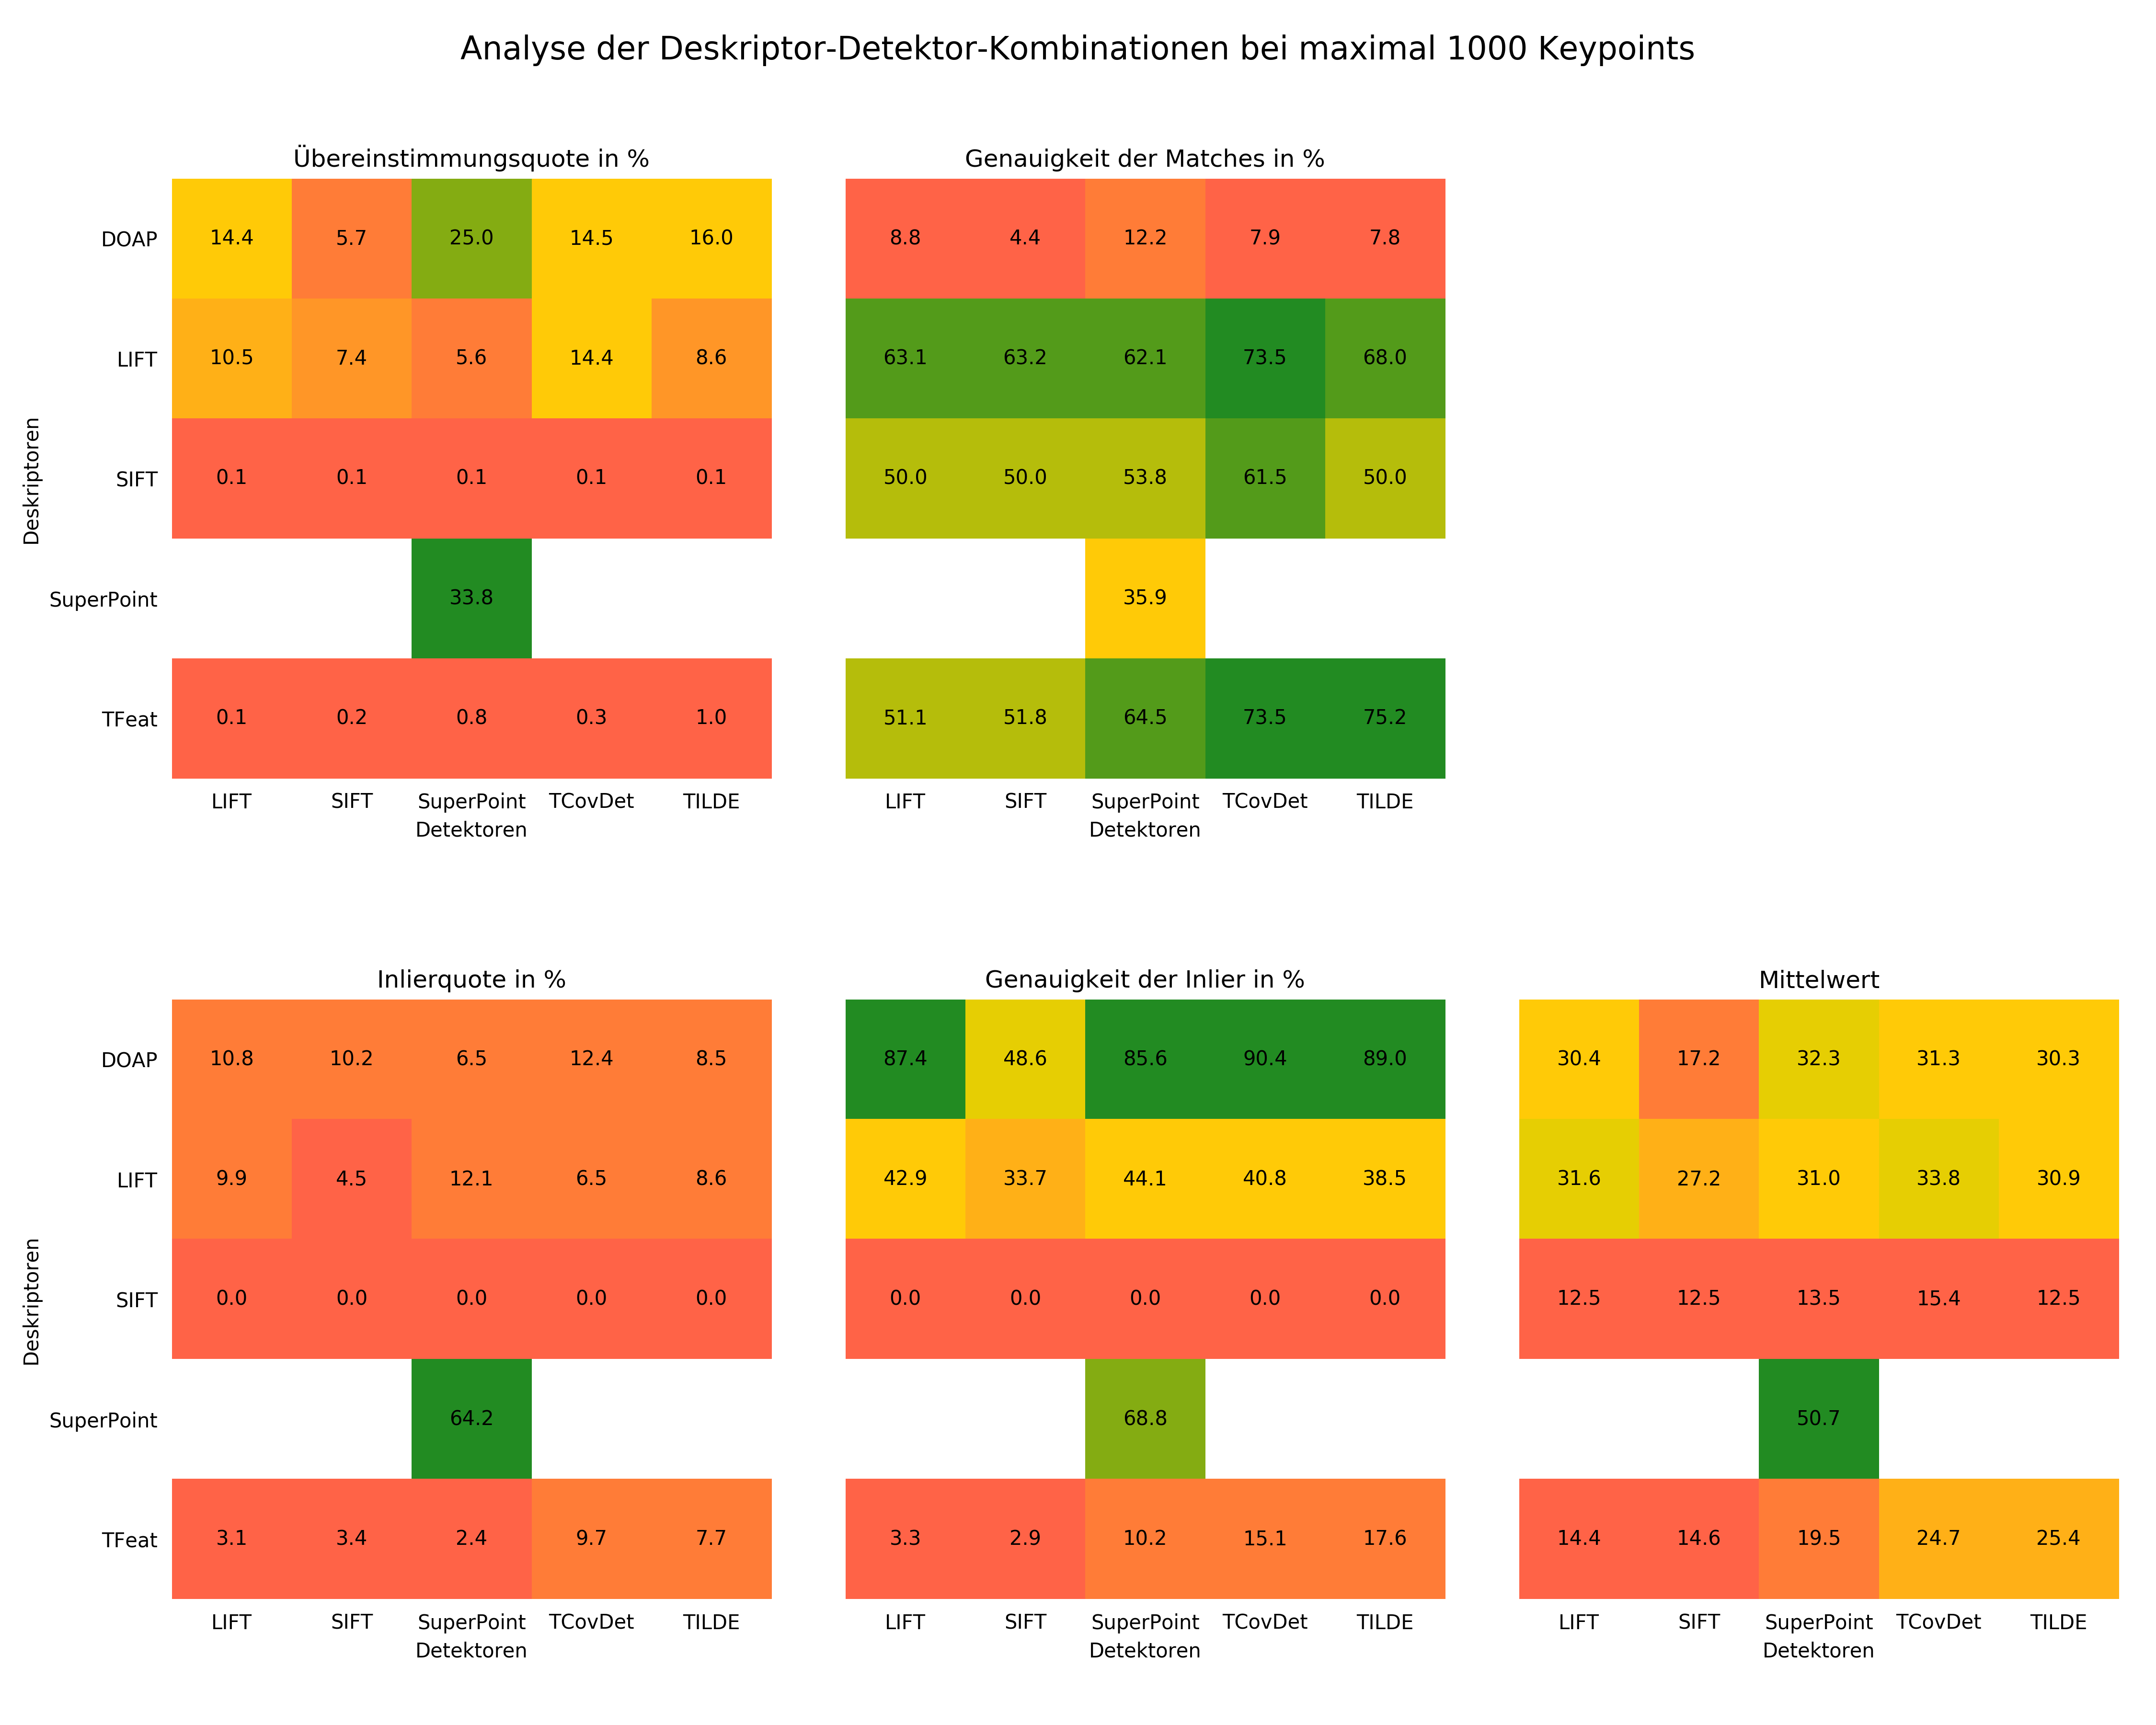 Analyse der Deskriptor-Detektor-Kombinationen bei maximal 1000 Keypoints
Übereinstimmungsquote in %
Deskriptoren
DOAP 14.4 5.7 25.0 14.5 16.0
LIFT 10.5 7.4 5.6 14.4 8.6
SIFT 0.1 0.1 0.1 0.1 0.1
SuperPoint 33.8
TFeat 0.1 0.2 0.8 0.3 1.0
LIFT SIFT SuperPoint TCovDet TILDE
Detektoren
Genauigkeit der Matches in %
8.8 4.4 12.2 7.9 7.8
63.1 63.2 62.1 73.5 68.0
50.0 50.0 53.8 61.5 50.0
35.9
51.1 51.8 64.5 73.5 75.2
LIFT SIFT SuperPoint TCovDet TILDE
Detektoren
Inlierquote in %
Deskriptoren
DOAP 10.8 10.2 6.5 12.4 8.5
LIFT 9.9 4.5 12.1 6.5 8.6
SIFT 0.0 0.0 0.0 0.0 0.0
SuperPoint 64.2
TFeat 3.1 3.4 2.4 9.7 7.7
LIFT SIFT SuperPoint TCovDet TILDE
Detektoren
Genauigkeit der Inlier in %
87.4 48.6 85.6 90.4 89.0
42.9 33.7 44.1 40.8 38.5
0.0 0.0 0.0 0.0 0.0
68.8
3.3 2.9 10.2 15.1 17.6
LIFT SIFT SuperPoint TCovDet TILDE
Detektoren
Mittelwert
30.4 17.2 32.3 31.3 30.3
31.6 27.2 31.0 33.8 30.9
12.5 12.5 13.5 15.4 12.5
50.7
14.4 14.6 19.5 24.7 25.4
LIFT SIFT SuperPoint TCovDet TILDE
Detektoren